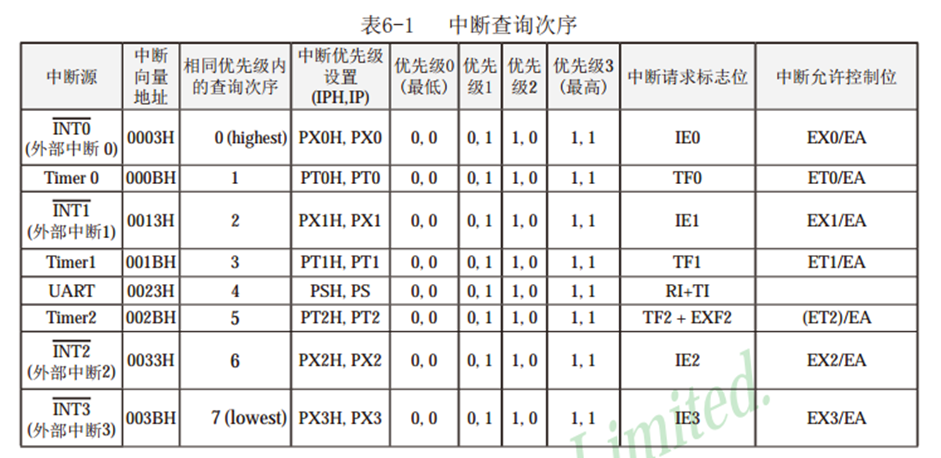 表6-1 中断查询次序
中断源 中断向量地址 相同优先级内的查询次序 中断优先级设置(IPH,IP) 优先级0(最低) 优先级1 优先级2 优先级3(最高) 中断请求标志位 中断允许控制位
INT0(外部中断 0) 0003H 0 (highest) PX0H, PX0 0, 0 0, 1 1, 0 1, 1 IE0 EX0/EA
Timer 0 000BH 1 PT0H, PT0 0, 0 0, 1 1, 0 1, 1 TF0 ET0/EA
INT1(外部中断1) 0013H 2 PX1H, PX1 0, 0 0, 1 1, 0 1, 1 IE1 EX1/EA
Timer1 001BH 3 PT1H, PT1 0, 0 0, 1 1, 0 1, 1 TF1 ET1/EA
UART 0023H 4 PSH, PS 0, 0 0, 1 1, 0 1, 1 RI+TI
Timer2 002BH 5 PT2H, PT2 0, 0 0, 1 1, 0 1, 1 TF2 + EXF2 (ET2)/EA
INT2(外部中断2) 0033H 6 PX2H, PX2 0, 0 0, 1 1, 0 1, 1 IE2 EX2/EA
INT3(外部中断3) 003BH 7 (lowest) PX3H, PX3 0, 0 0, 1 1, 0 1, 1 IE3 EX3/EA
Limited.